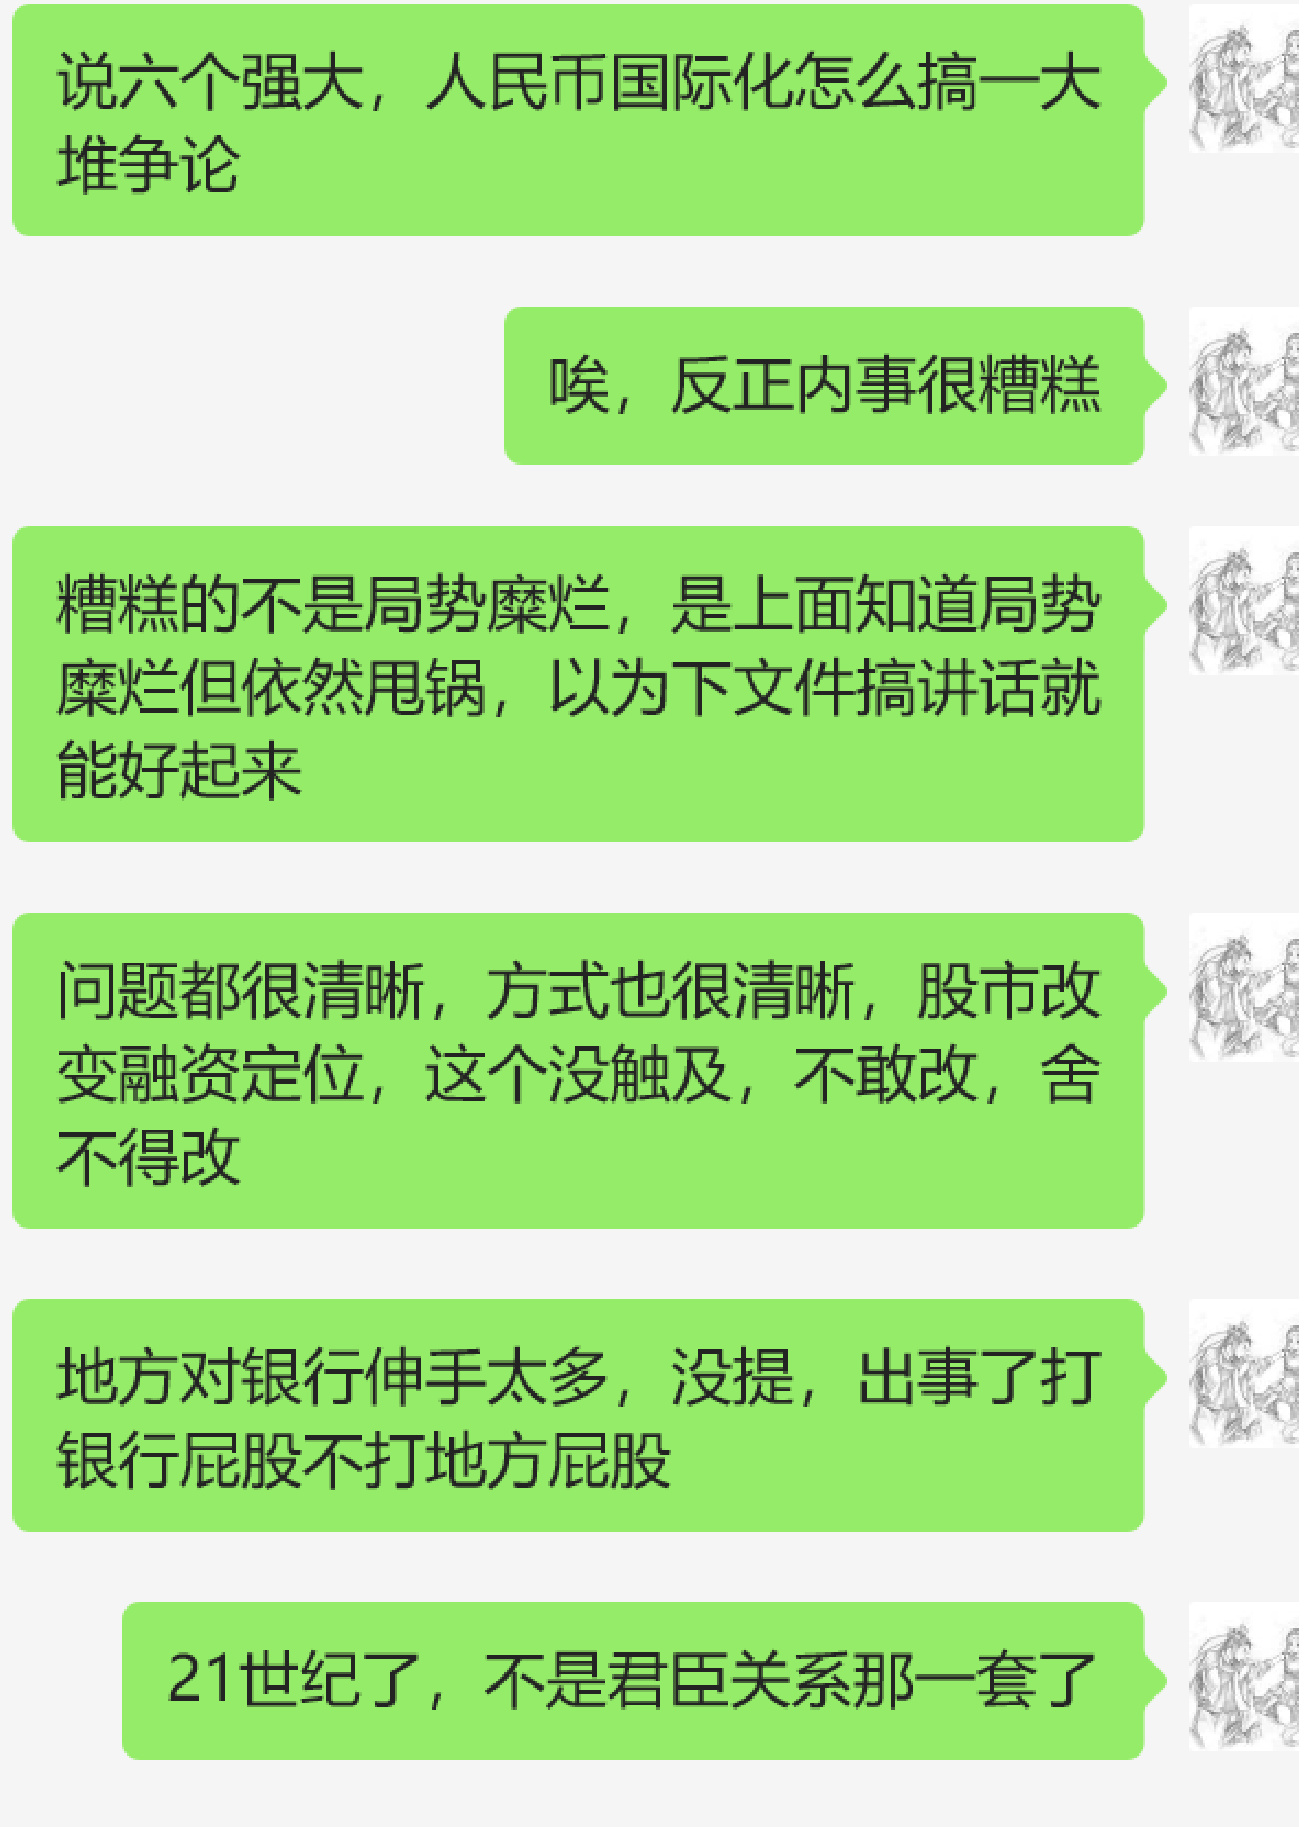 说六个强大，人民币国际化怎么搞一大
堆争论
唉，反正内事很糟糕
糟糕的不是局势糜烂，是上面知道局势
糜烂但依然甩锅，以为下文件搞讲话就
能好起来
问题都很清晰，方式也很清晰，股市改
变融资定位，这个没触及，不敢改，舍
不得改
地方对银行伸手太多，没提，出事了打
银行屁股不打地方屁股
21世纪了，不是君臣关系那一套了